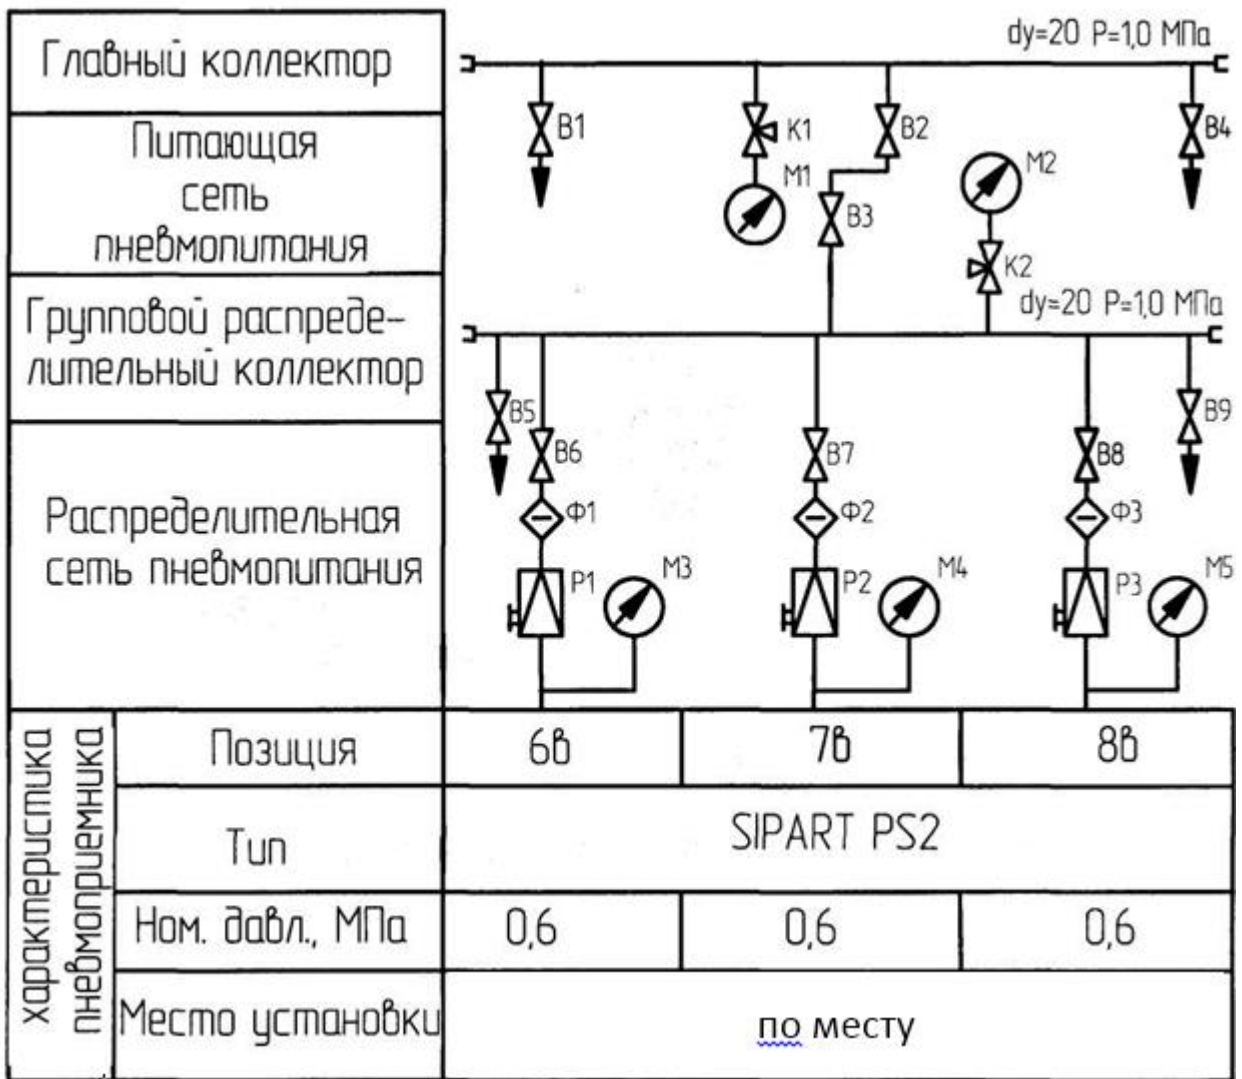 Главный коллектор
dy=20 P=1,0 МПа
В1
К1
В2
В4
Питающая
сеть
пневмопитания
М1
М2
В3
К2
Групповой распреде-
лительный коллектор
dy=20 P=1,0 МПа
В5
В6
В7
В8
В9
Распределительная
сеть пневмопитания
Ф1
Ф2
Ф3
Р1
М3
Р2
М4
Р3
М5
характеристика
пневмоприемника
Позиция
6в
7в
8в
Тип
SIPART PS2
Ном. давл., МПа
0,6
0,6
0,6
Место установки
по месту